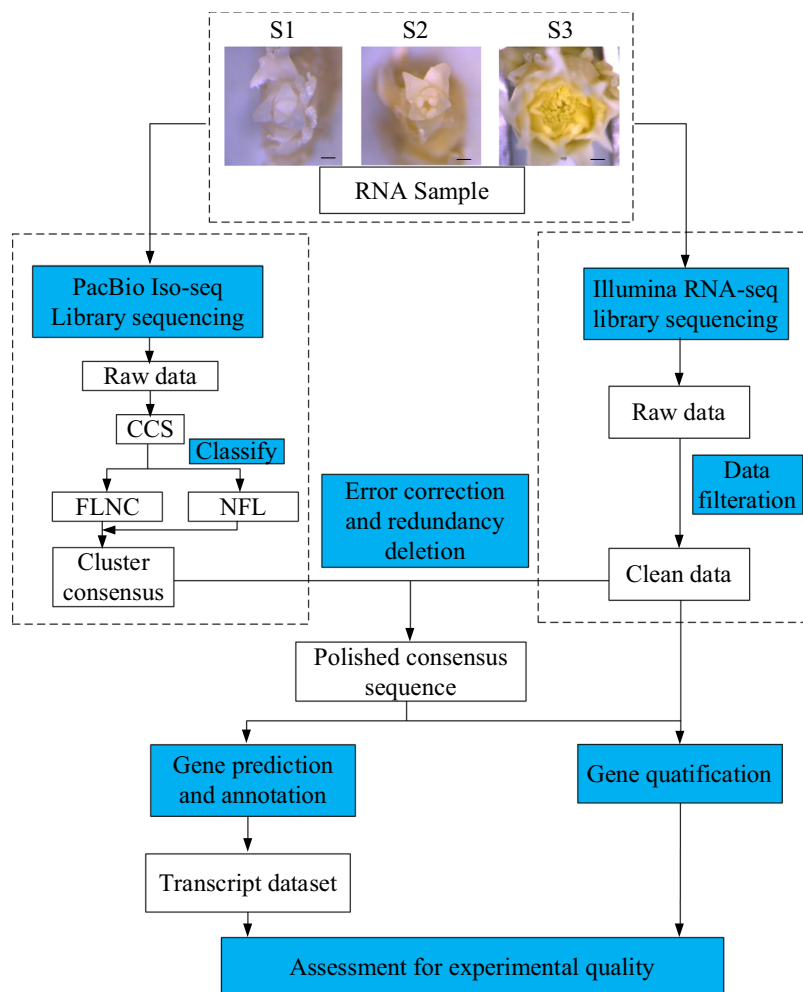 S1
S2
S3
RNA Sample
PacBio Iso-seq
Library sequencing
Illumina RNA-seq
library sequencing
Raw data
CCS
Classify
FLNC
NFL
Cluster
consensus
Raw data
Data
filteration
Clean data
Error correction
and redundancy
deletion
Polished consensus
sequence
Gene prediction
and annotation
Gene quatification
Transcript dataset
Assessment for experimental quality